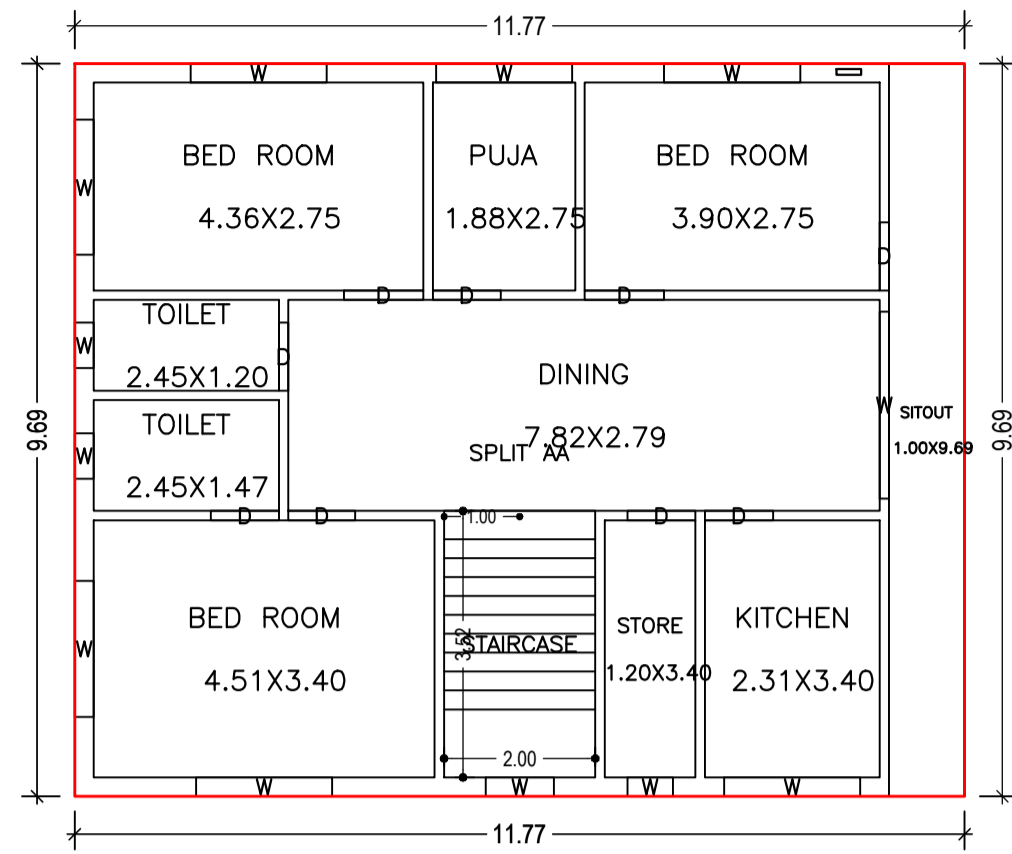 11.77
W W W
BED ROOM
4.36X2.75
PUJA
1.88X2.75
BED ROOM
3.90X2.75
W
D
D D D
TOILET
2.45X1.20
W
D
TOILET
2.45X1.47
W
DINING
7.82X2.79
SPLIT AA
W
SITOUT
1.00X9.69
9.69
9.69
D D D D
1.00
BED ROOM
4.51X3.40
W
3.52
STAIRCASE
2.00
STORE
1.20X3.40
KITCHEN
2.31X3.40
W W W W
11.77